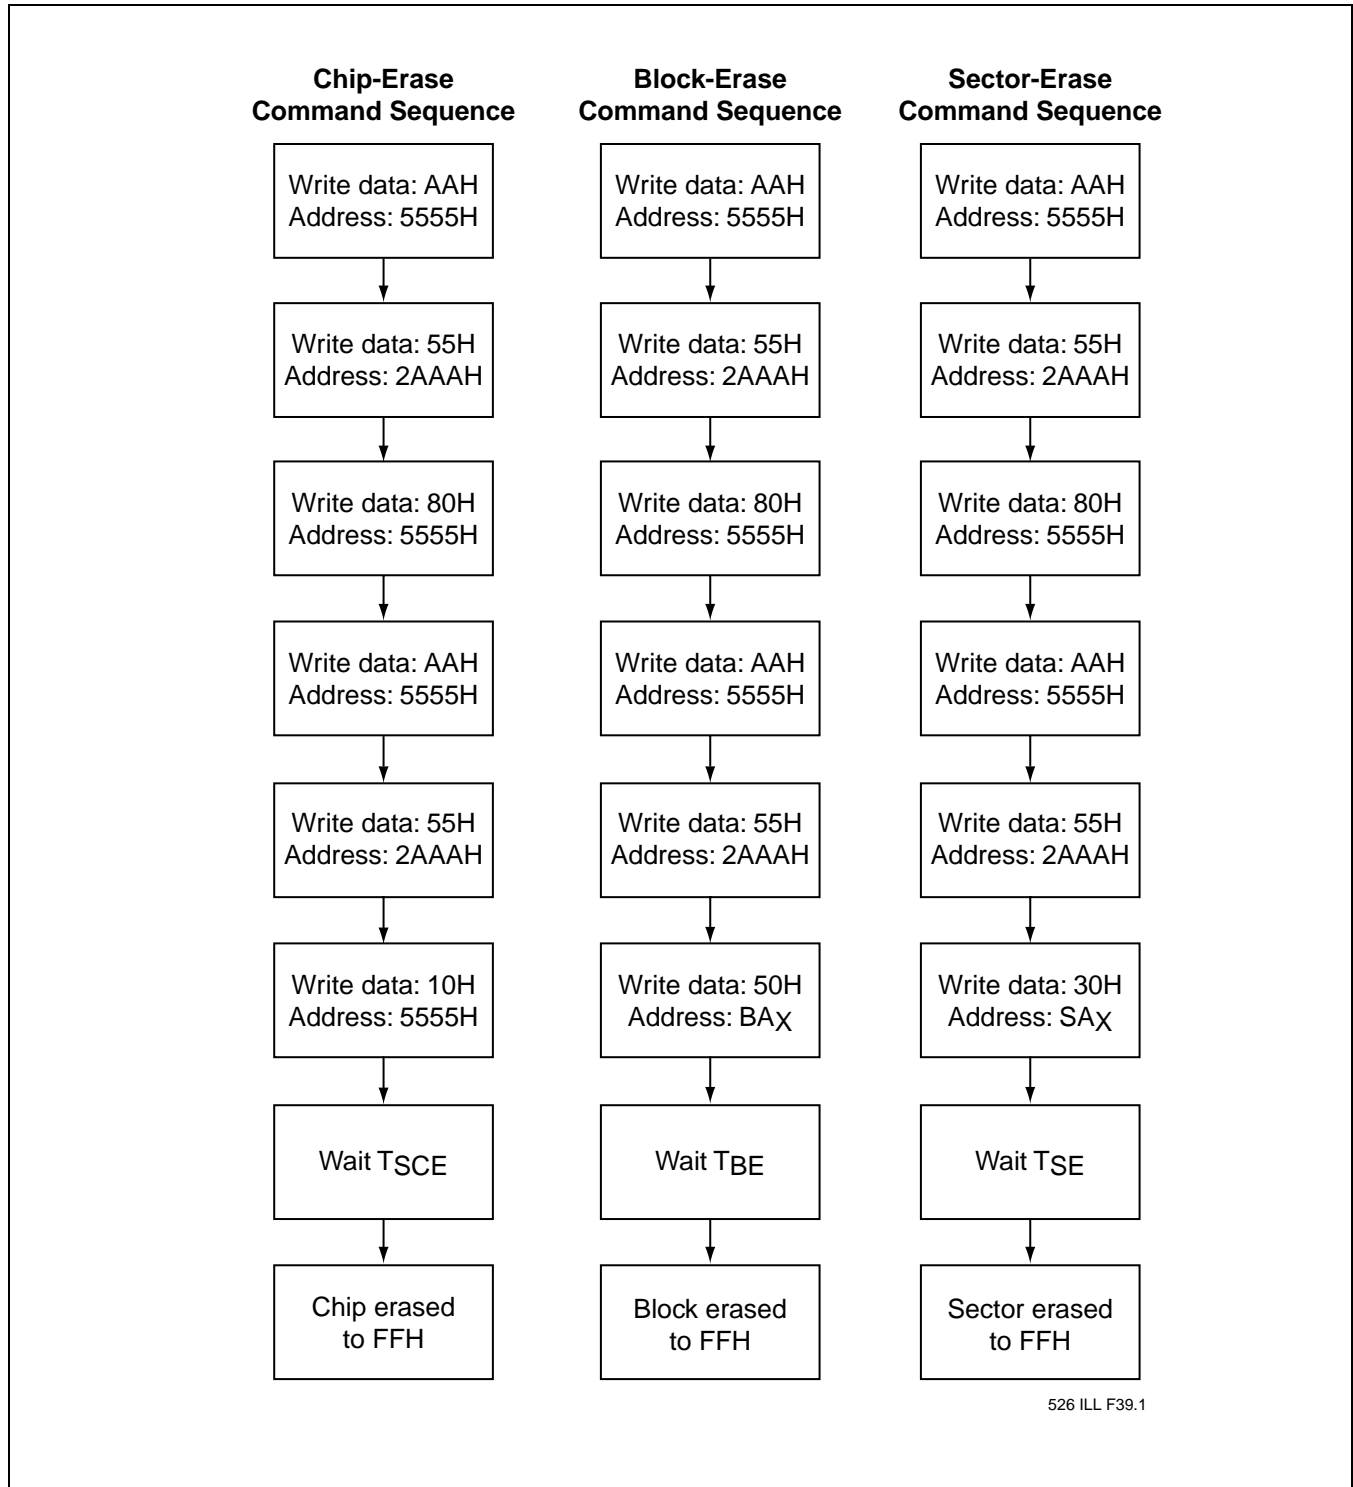 Chip-Erase
Command Sequence
Write data: AAH
Address: 5555H
Write data: 55H
Address: 2AAAH
Write data: 80H
Address: 5555H
Write data: AAH
Address: 5555H
Write data: 55H
Address: 2AAAH
Write data: 10H
Address: 5555H
Wait TSCE
Chip erased
to FFH
Block-Erase
Command Sequence
Write data: AAH
Address: 5555H
Write data: 55H
Address: 2AAAH
Write data: 80H
Address: 5555H
Write data: AAH
Address: 5555H
Write data: 55H
Address: 2AAAH
Write data: 50H
Address: BAX
Wait TBE
Block erased
to FFH
Sector-Erase
Command Sequence
Write data: AAH
Address: 5555H
Write data: 55H
Address: 2AAAH
Write data: 80H
Address: 5555H
Write data: AAH
Address: 5555H
Write data: 55H
Address: 2AAAH
Write data: 30H
Address: SAX
Wait TSE
Sector erased
to FFH
526 ILL F39.1